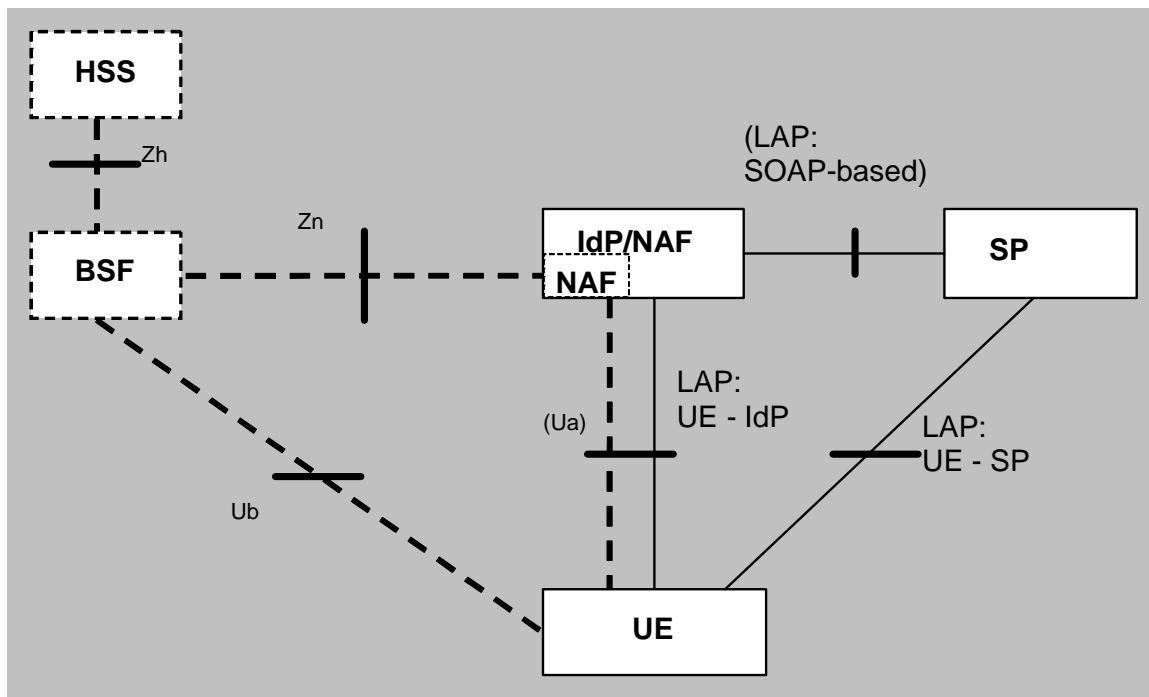 HSS
Zh
(LAP:
SOAP-based)
Zn
BSF
IdP/NAF
NAF
SP
(Ua)
LAP:
UE - IdP
LAP:
UE - SP
Ub
UE